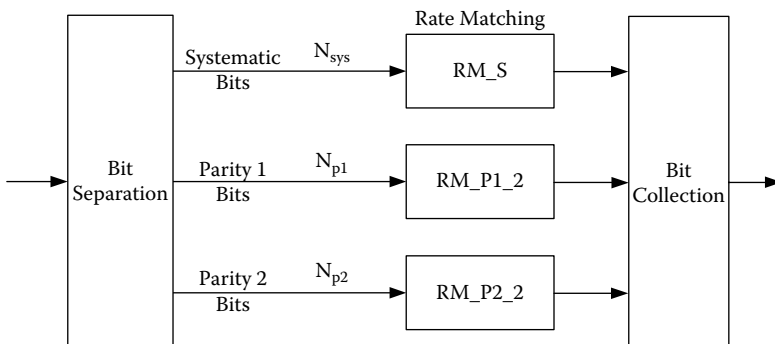 Rate Matching
Systematic
Bits
N_sys
RM_S
Bit
Separation
Parity 1
Bits
N_p1
RM_P1_2
Bit
Collection
Parity 2
Bits
N_p2
RM_P2_2